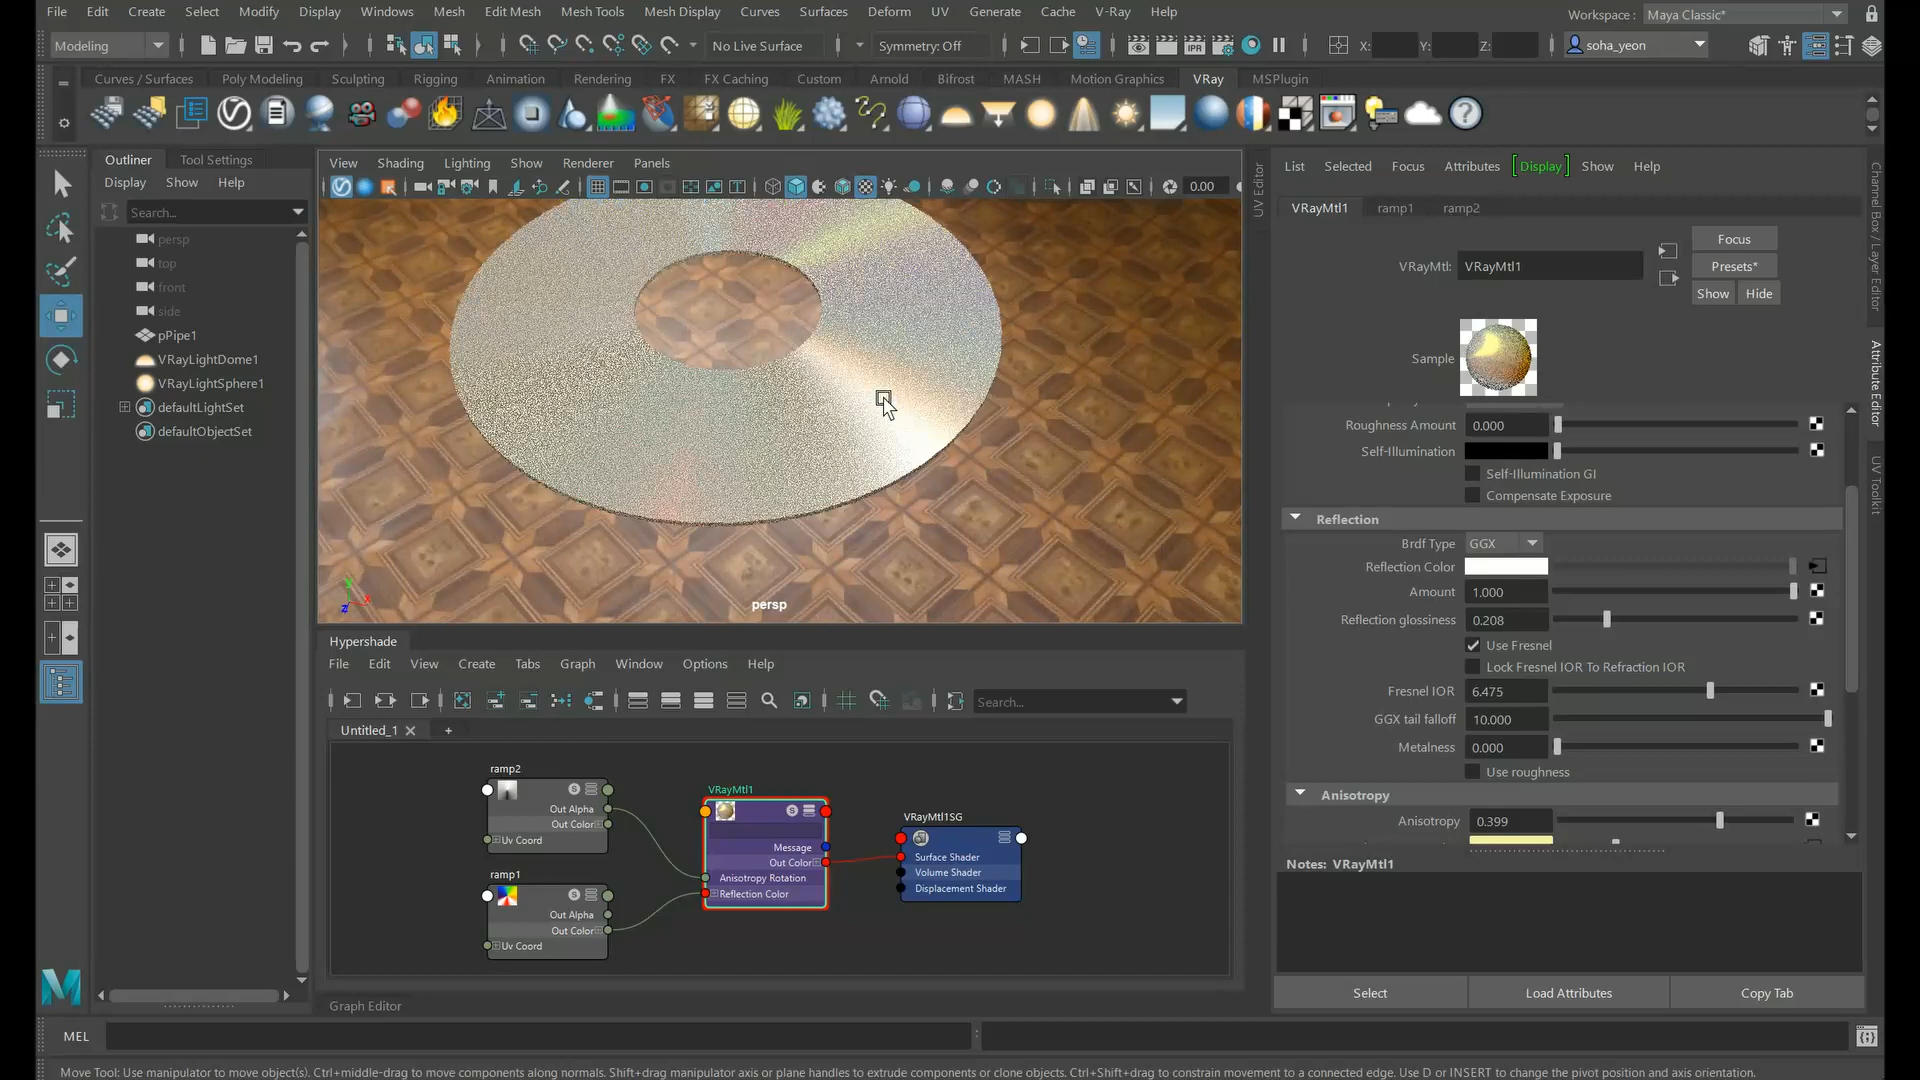 File Edit Create Select Modify Display Windows Mesh Edit Mesh Mesh Tools Mesh Display Curves Surfaces Deform UV Generate Cache V-Ray Help
Workspace : Maya Classic*
Modeling No Live Surface Symmetry: Off X: Y: Z: soha_yeon
Curves / Surfaces Poly Modeling Sculpting Rigging Animation Rendering FX FX Caching Custom Arnold Bifrost MASH Motion Graphics VRay MSPlugin
Outliner Tool Settings
Display Show Help
Search...
persp
top
front
side
pPipe1
VRayLightDome1
VRayLightSphere1
defaultLightSet
defaultObjectSet
View Shading Lighting Show Renderer Panels
0.00
persp
Hypershade
File Edit View Create Tabs Graph Window Options Help
Search...
Untitled_1 +
ramp2
Out Alpha
Out Color
Uv Coord
ramp1
Out Alpha
Out Color
Uv Coord
VRayMtl1
Message
Out Color
Anisotropy Rotation
Reflection Color
VRayMtl1SG
Surface Shader
Volume Shader
Displacement Shader
Graph Editor
UV Editor
List Selected Focus Attributes Display Show Help
VRayMtl1 ramp1 ramp2
VRayMtl: VRayMtl1
Focus
Presets*
Show Hide
Sample
Roughness Amount 0.000
Self-Illumination
Self-Illumination GI
Compensate Exposure
Reflection
Brdf Type GGX
Reflection Color
Amount 1.000
Reflection glossiness 0.208
Use Fresnel
Lock Fresnel IOR To Refraction IOR
Fresnel IOR 6.475
GGX tail falloff 10.000
Metalness 0.000
Use roughness
Anisotropy
Anisotropy 0.399
Notes: VRayMtl1
Select Load Attributes Copy Tab
Channel Box / Layer Editor
Attribute Editor
UV Toolkit
MEL
Move Tool: Use manipulator to move object(s). Ctrl+middle-drag to move components along normals. Shift+drag manipulator axis or plane handles to extrude components or clone objects. Ctrl+Shift+drag to constrain movement to a connected edge. Use D or INSERT to change the pivot position and axis orientation.